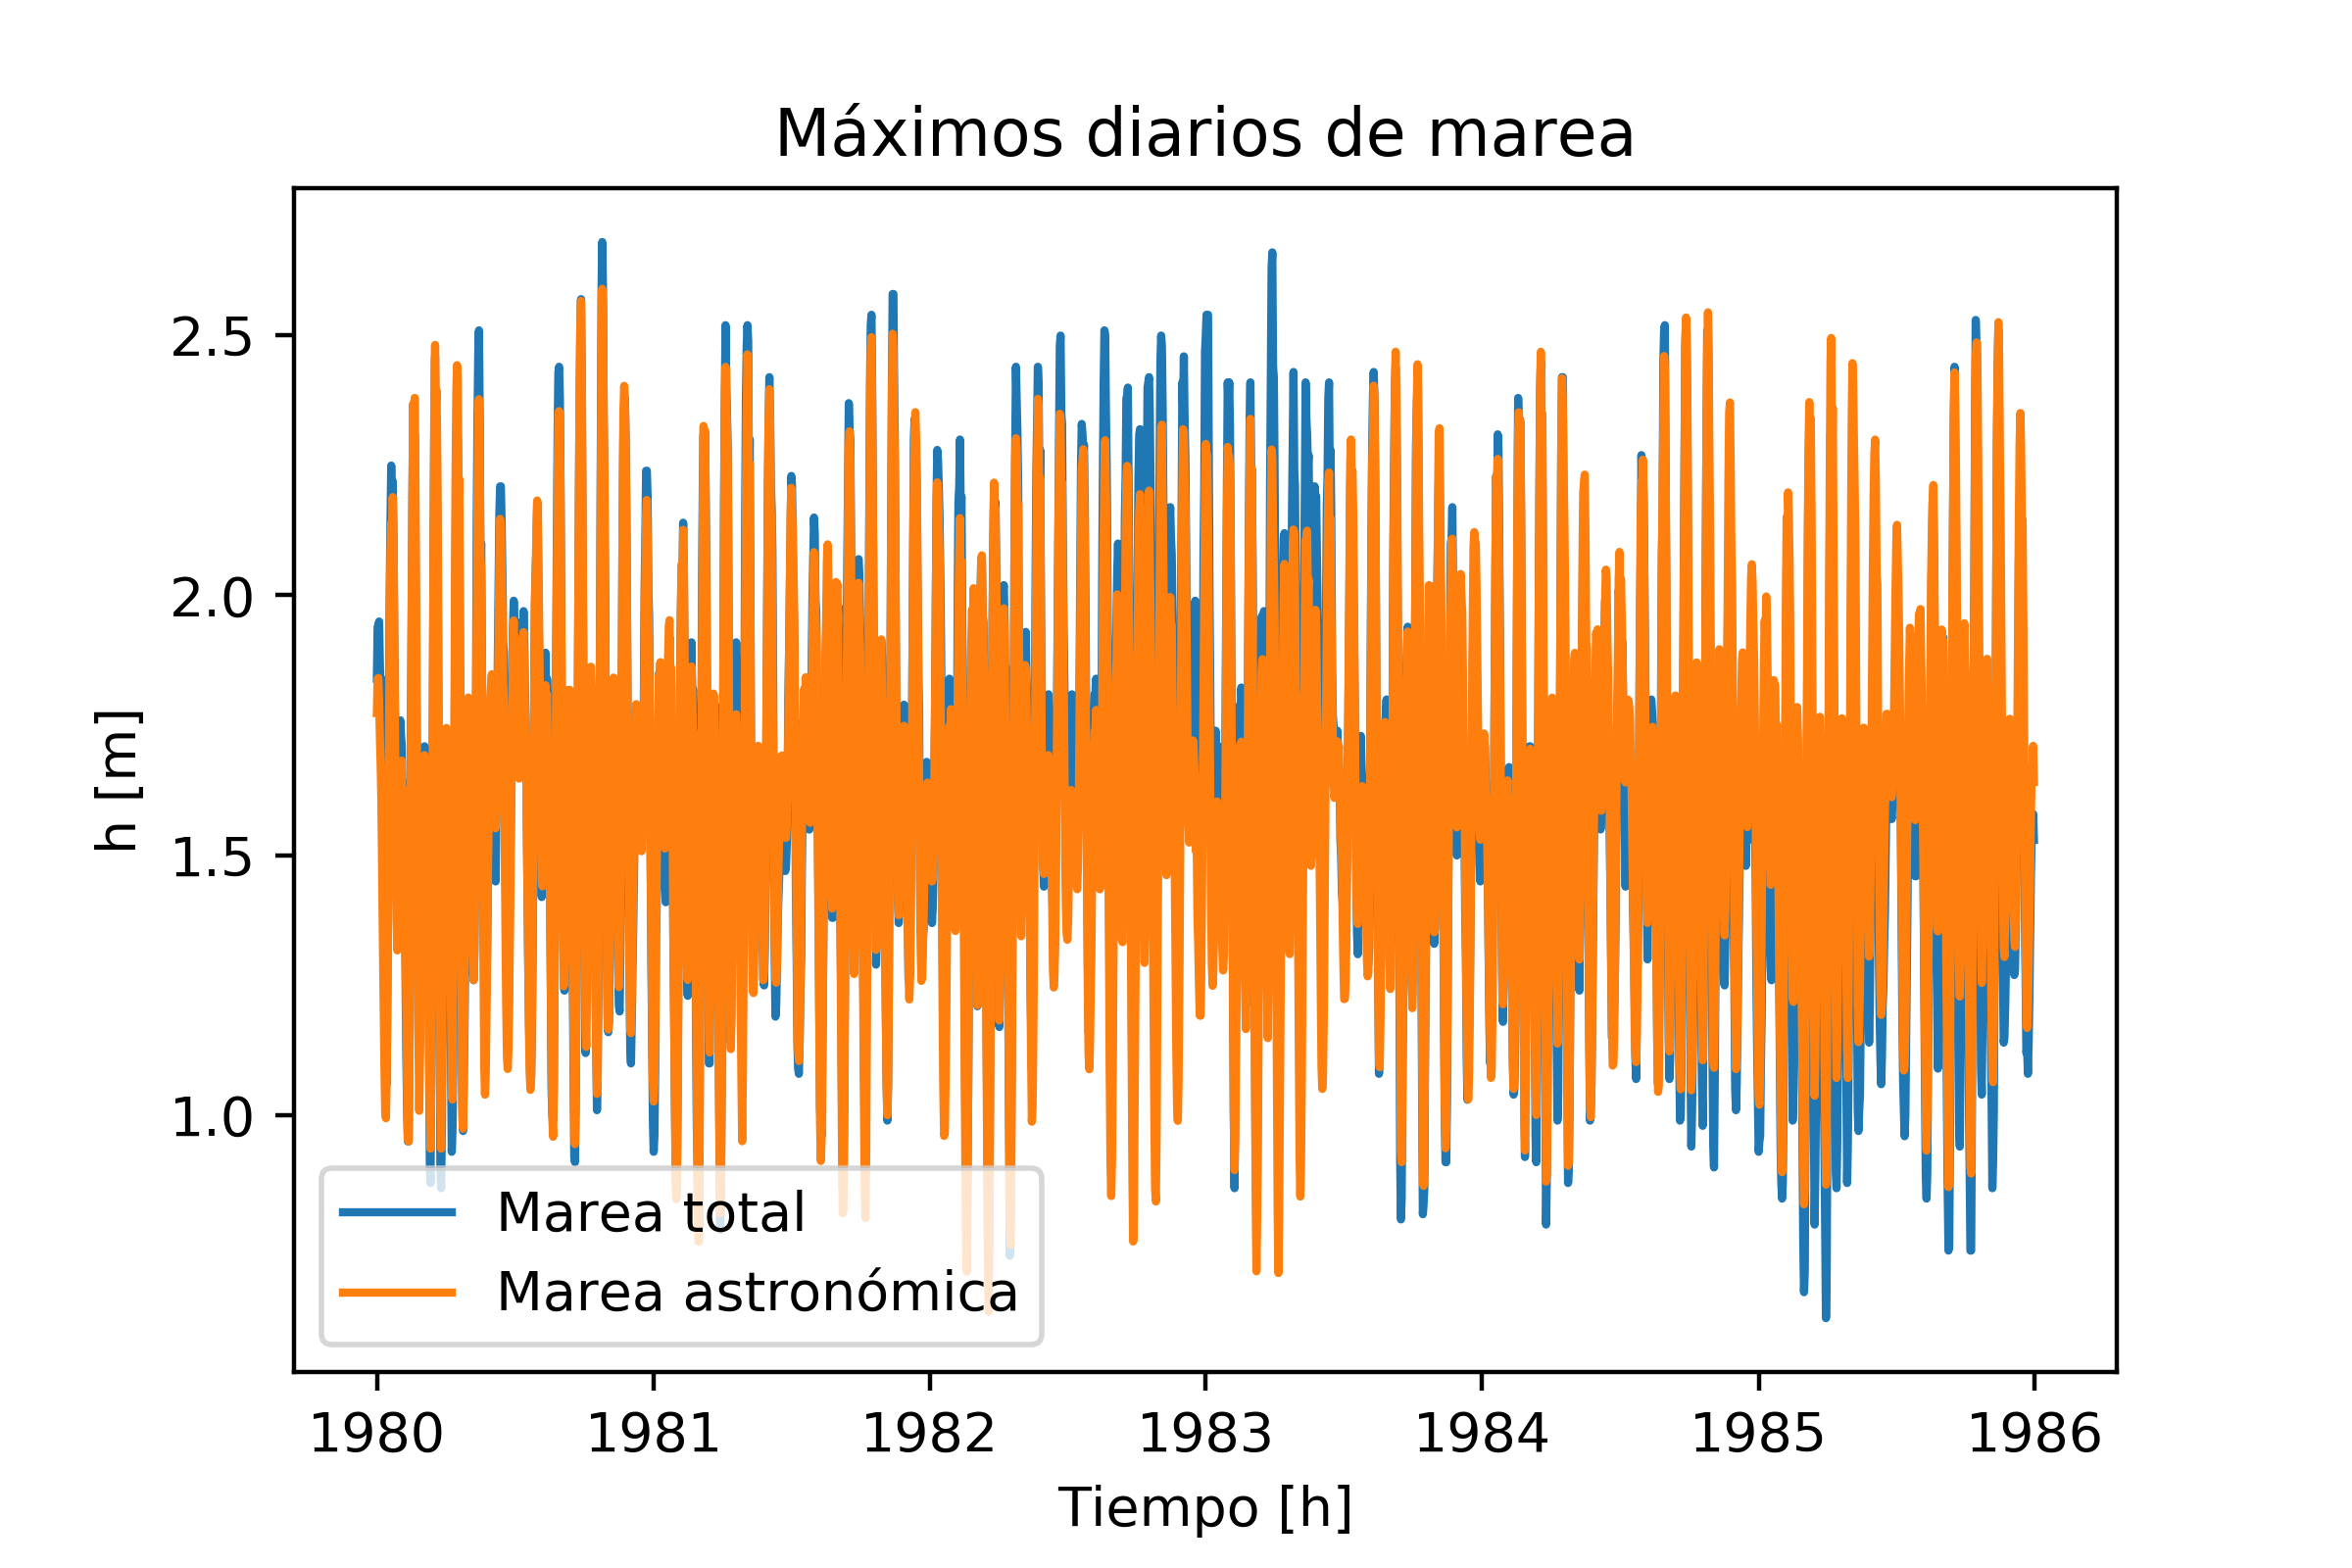 Máximos diarios de marea
h [m]
2.5
2.0
1.5
1.0
Marea total
Marea astronómica
1980 1981 1982 1983 1984 1985 1986
Tiempo [h]